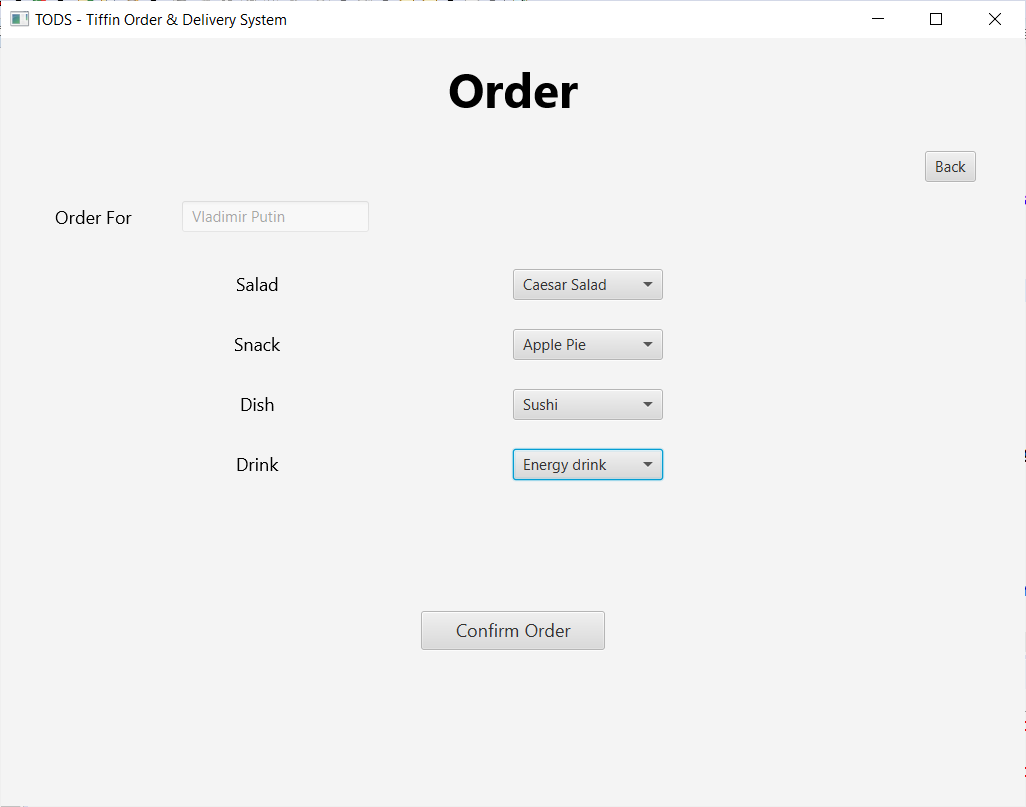 TODS - Tiffin Order & Delivery System
Order
Back
Order For Vladimir Putin
Salad Caesar Salad
Snack Apple Pie
Dish Sushi
Drink Energy drink
Confirm Order